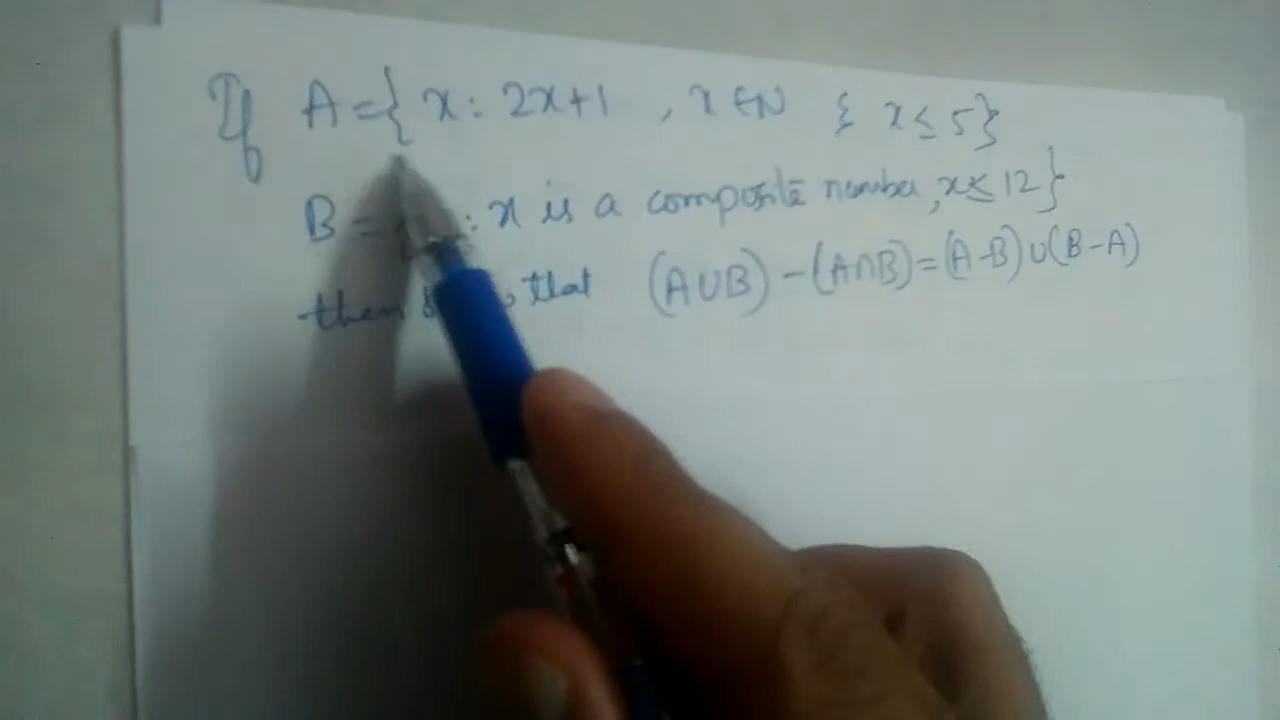 If A = { x : 2x+1 , x ∈ N { x ≤ 5 }
B = : x is a composite number, x ≤ 12 }
then that (A∪B) − (A∩B) = (A−B) ∪ (B−A)